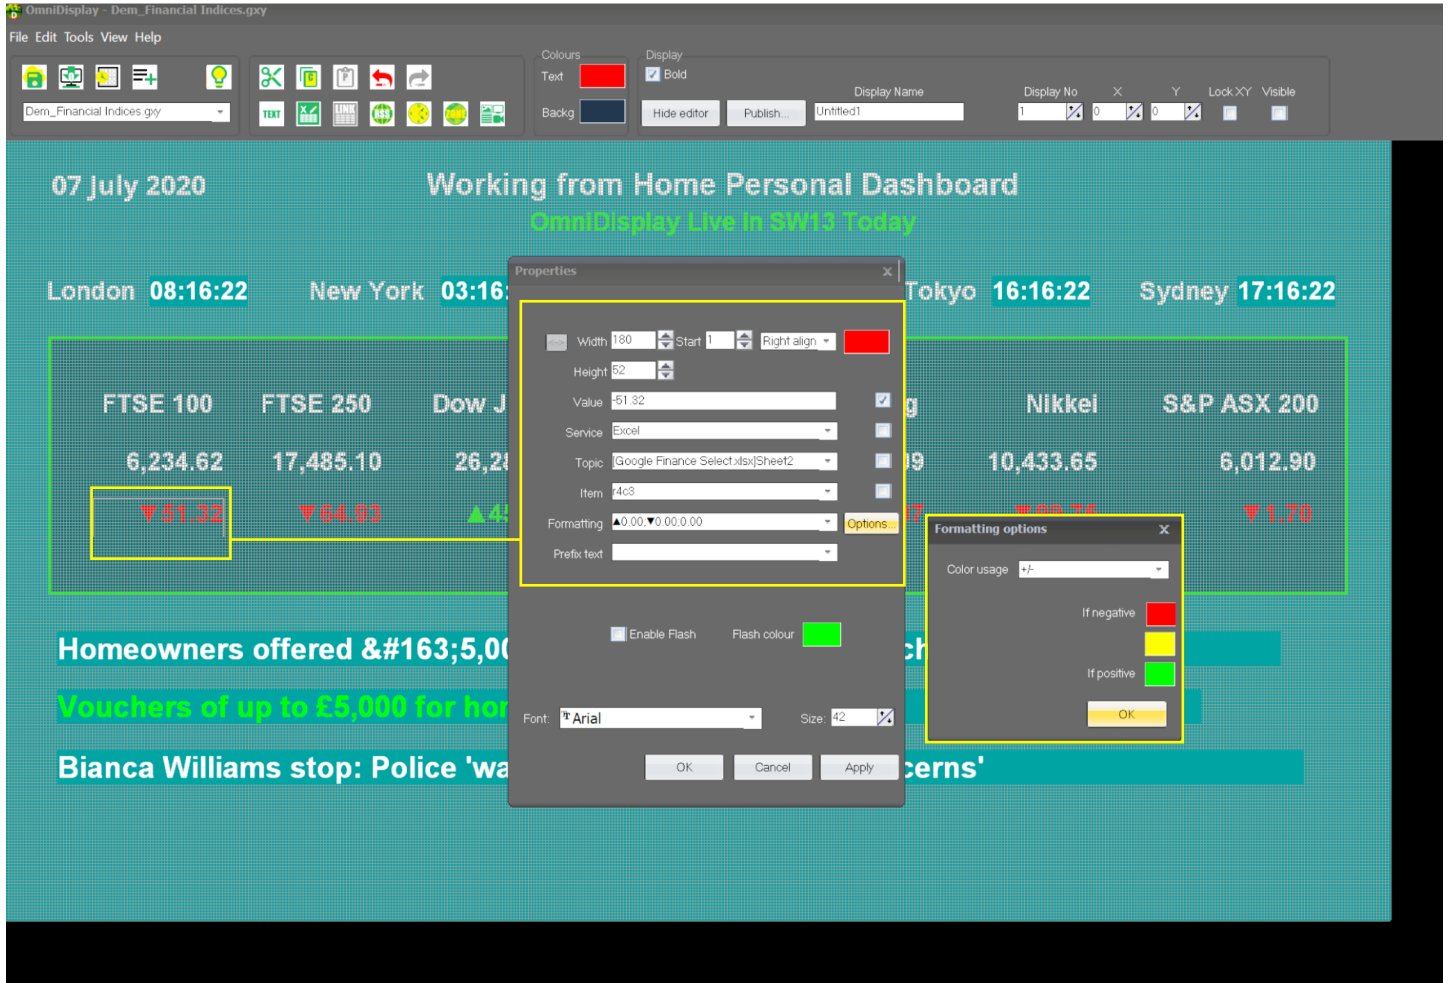 OmniDisplay - Dem_Financial Indices.gxy
File Edit Tools View Help
Colours
Display
Text
Bold
Display Name
Display No X Y Lock XY Visible
Dem_Financial Indices.gxy
TEXT
LINK
RSS
Backg
Hide editor
Publish...
Untitled1
1
0
0
07 July 2020
Working from Home Personal Dashboard
OmniDisplay Live in SW13 Today
London 08:16:22
New York 03:16:
Tokyo 16:16:22
Sydney 17:16:22
FTSE 100
FTSE 250
Dow J
g
Nikkei
S&P ASX 200
6,234.62
17,485.10
26,28
10,433.65
6,012.90
▼51.32
▼64.93
▲45
▼1.70
Homeowners offered &#163;5,00
Vouchers of up to £5,000 for hor
Bianca Williams stop: Police 'wa
cerns'
Properties X
Width 180 Start 1 Right align
Height 52
Value -51.32
Service Excel
Topic [Google Finance Select.xlsx]Sheet2
Item r4c3
Formatting ▲0.00;▼0.00;0.00 Options...
Prefix text
Enable Flash Flash colour
Font: Arial Size: 42
OK Cancel Apply
Formatting options X
Color usage +/-
If negative
If positive
OK